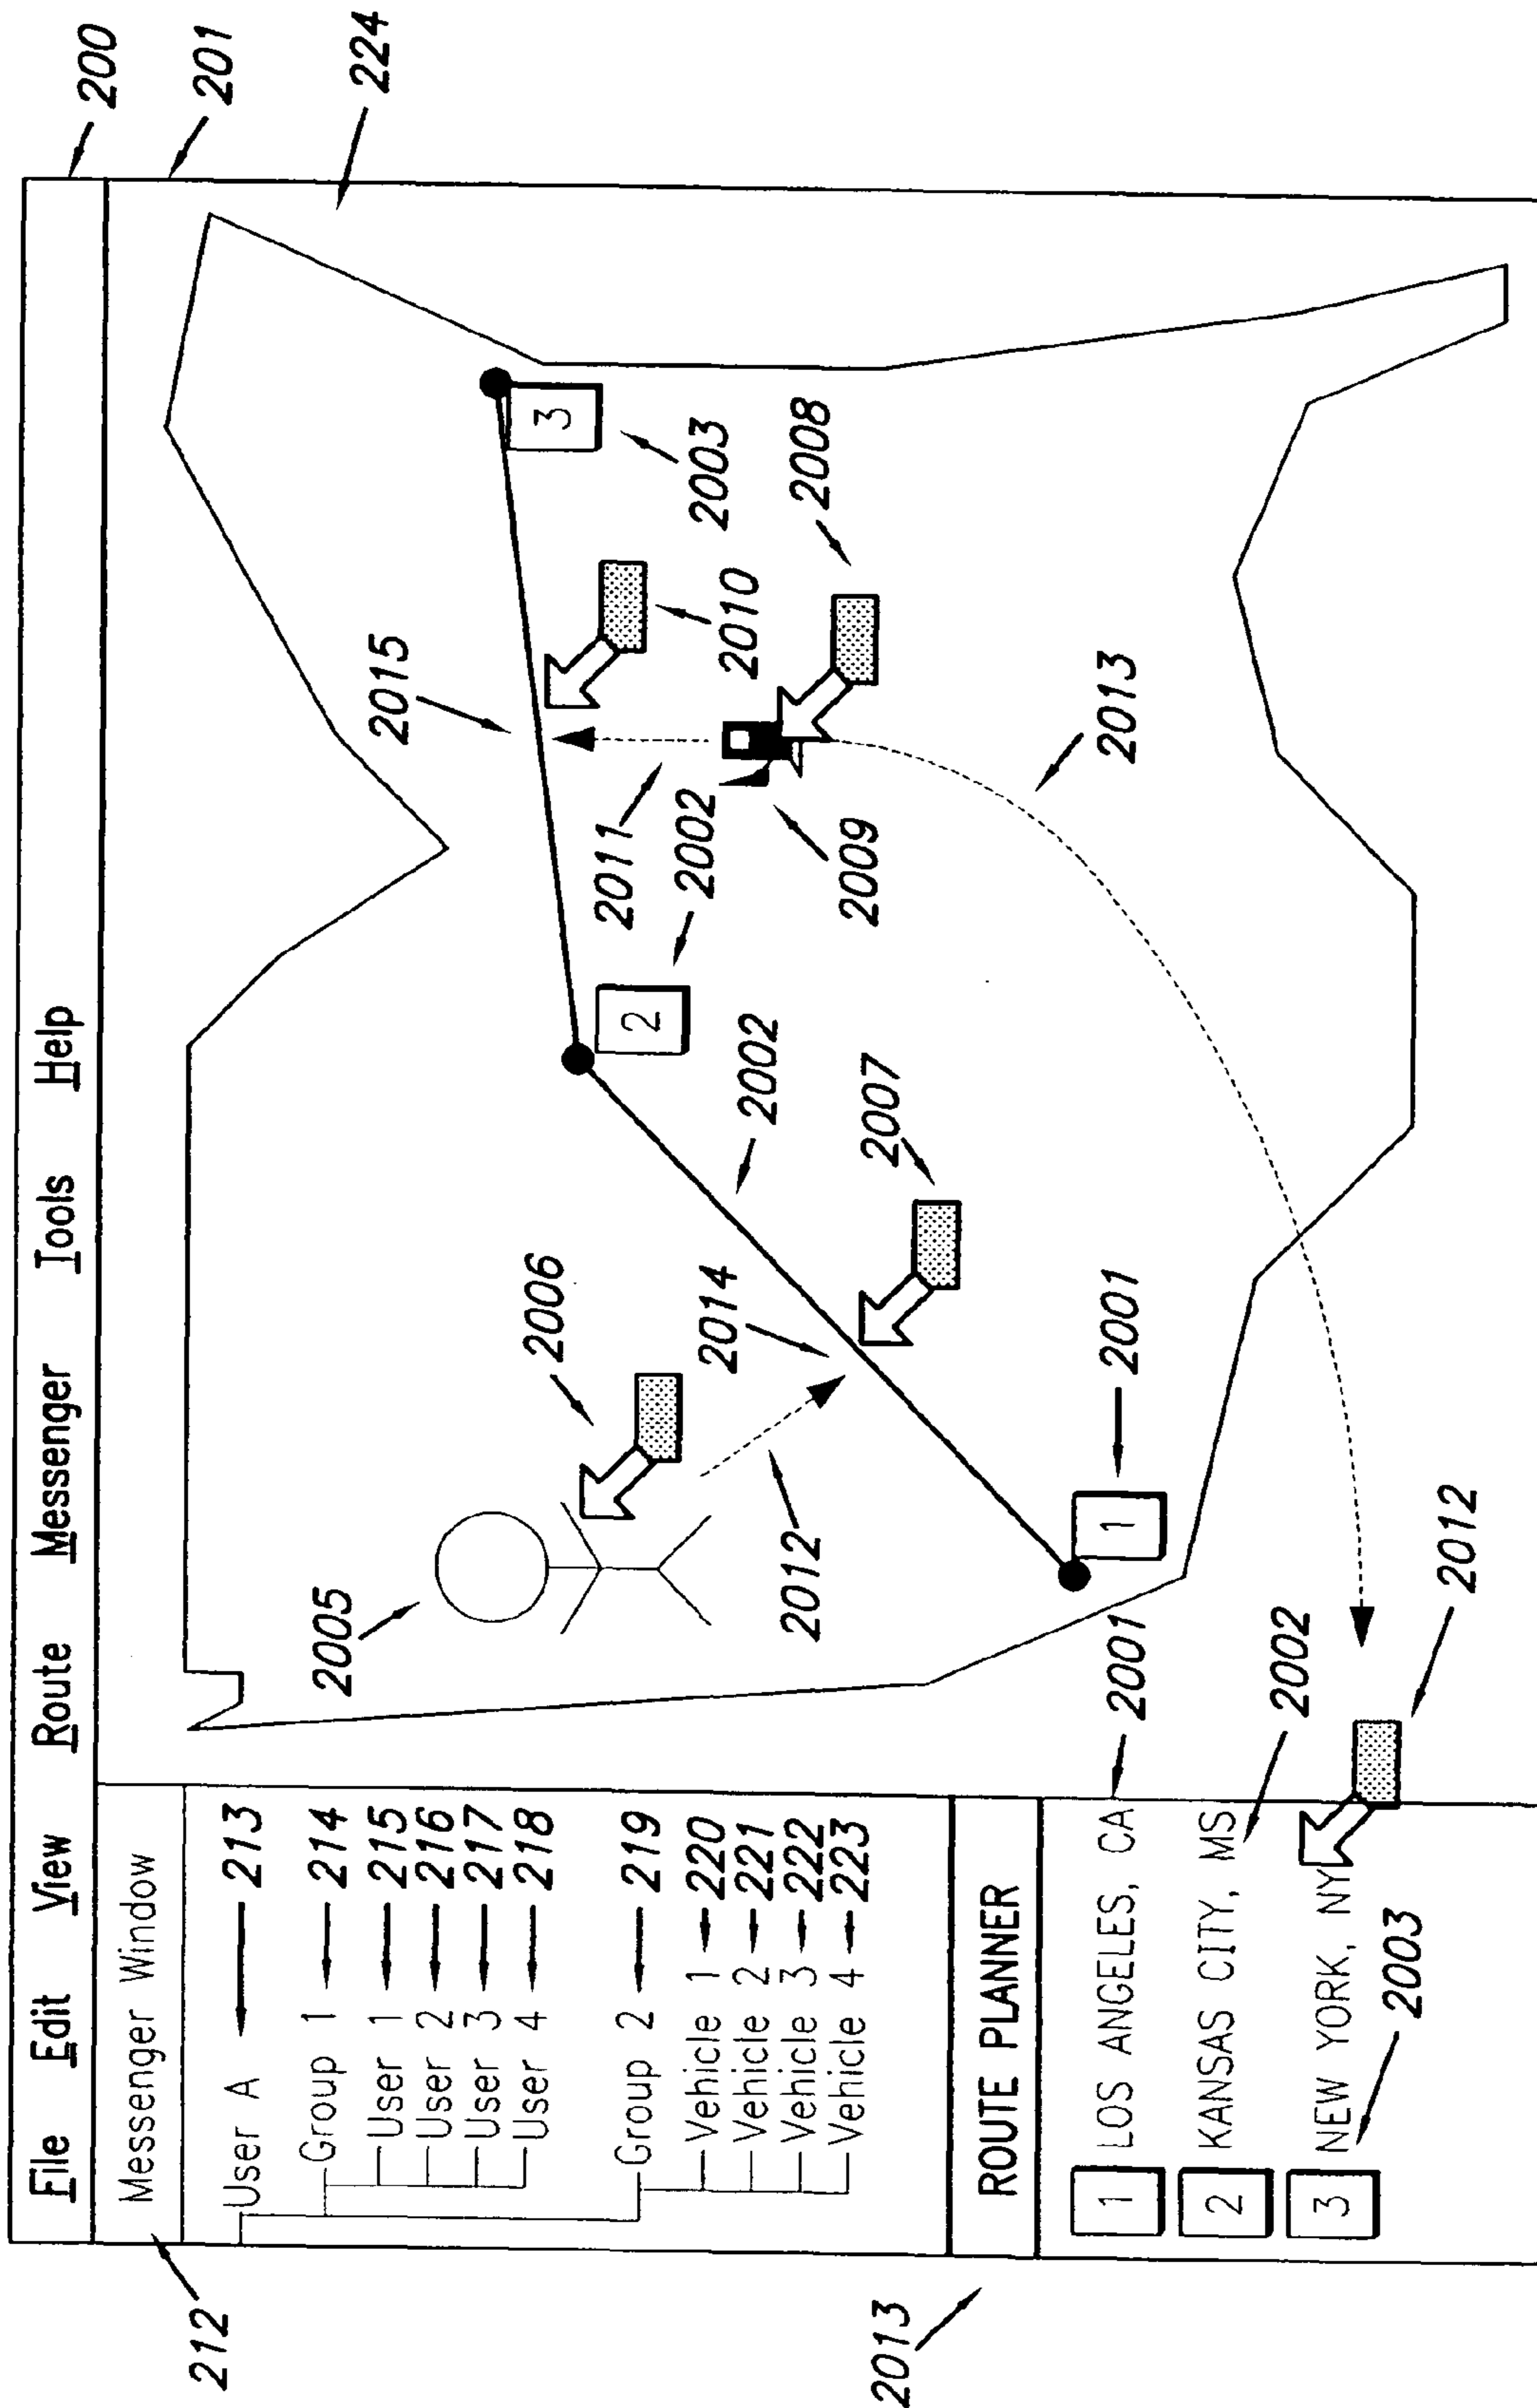 File Edit View Route Messenger Tools Help
200
201
224
212
Messenger Window
User A 213
Group 1 214
User 1 215
User 2 216
User 3 217
User 4 218
Group 2 219
Vehicle 1 220
Vehicle 2 221
Vehicle 3 222
Vehicle 4 223
2013
ROUTE PLANNER
1 LOS ANGELES, CA 2001
2 KANSAS CITY, MS 2002
3 NEW YORK, NY
2003
2012
2005
2006
2012
2014
2007
2002
1
2001
2
2002
2011
2002
2009
2015
2010
3
2003
2008
2013